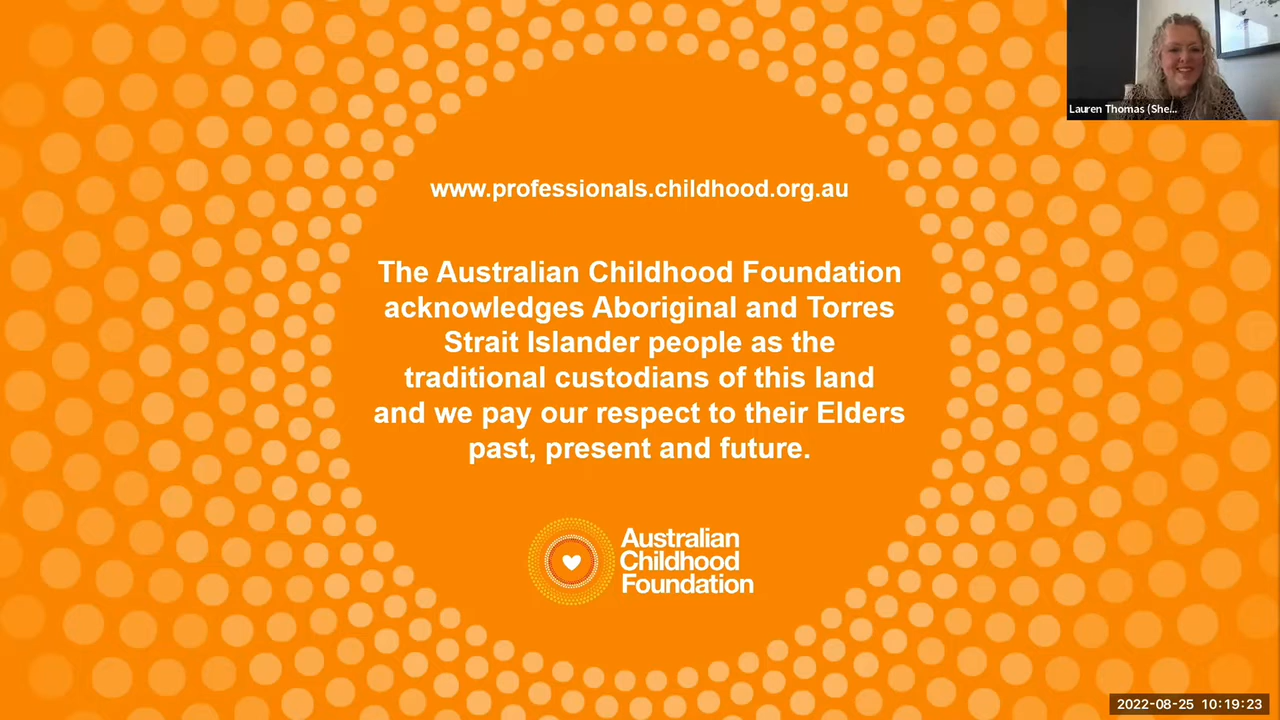 Lauren Thomas (She...
www.professionals.childhood.org.au
The Australian Childhood Foundation
acknowledges Aboriginal and Torres
Strait Islander people as the
traditional custodians of this land
and we pay our respect to their Elders
past, present and future.
Australian
Childhood
Foundation
2022-08-25 10:19:23